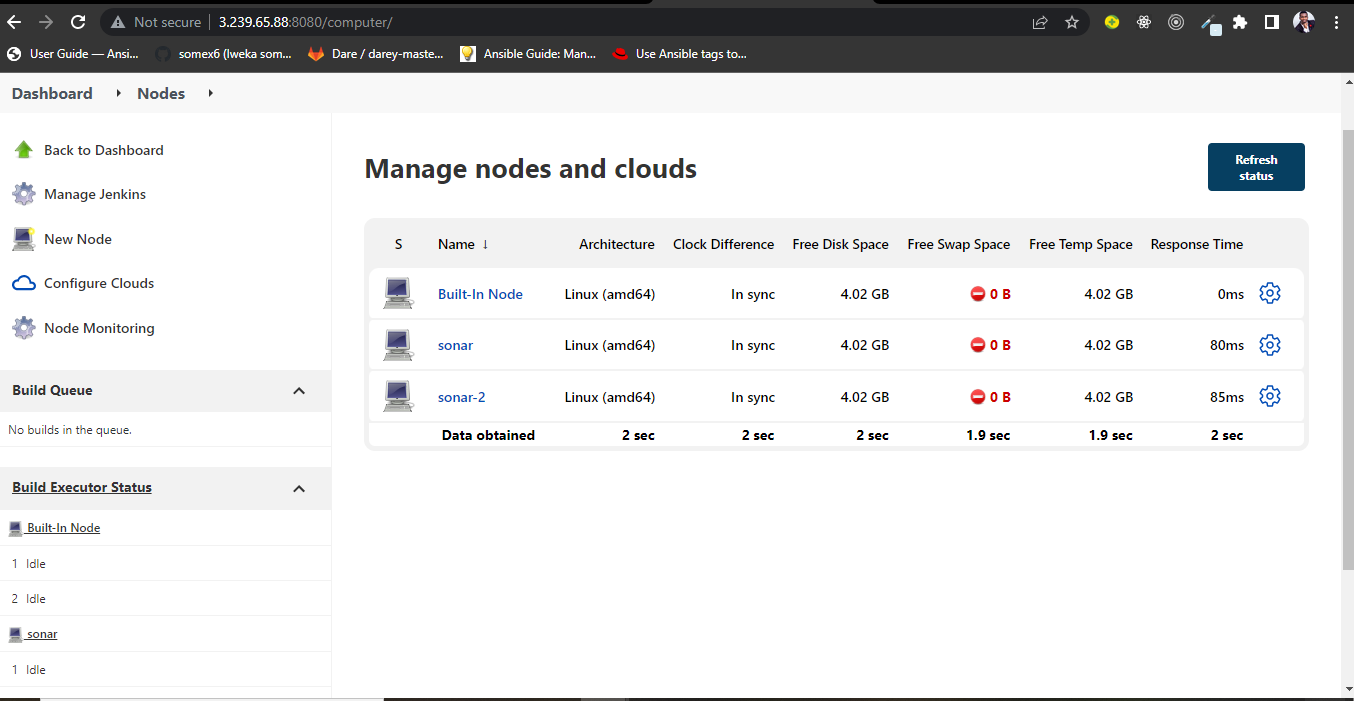 Not secure | 3.239.65.88:8080/computer/
User Guide — Ansi... somex6 (Iweka som... Dare / darey-maste... Ansible Guide: Man... Use Ansible tags to...
Dashboard Nodes
Back to Dashboard
Manage Jenkins
New Node
Configure Clouds
Node Monitoring
Build Queue
No builds in the queue.
Build Executor Status
Built-In Node
1 Idle
2 Idle
sonar
1 Idle
Manage nodes and clouds
Refresh
status
S Name ↓ Architecture Clock Difference Free Disk Space Free Swap Space Free Temp Space Response Time
Built-In Node Linux (amd64) In sync 4.02 GB 0 B 4.02 GB 0ms
sonar Linux (amd64) In sync 4.02 GB 0 B 4.02 GB 80ms
sonar-2 Linux (amd64) In sync 4.02 GB 0 B 4.02 GB 85ms
Data obtained 2 sec 2 sec 2 sec 1.9 sec 1.9 sec 2 sec